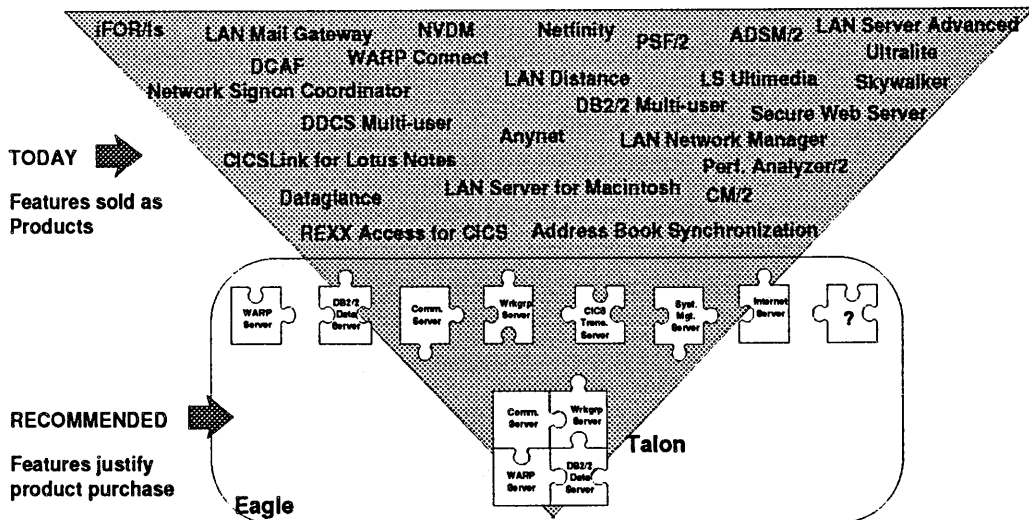 iFOR/ls
LAN Mail Gateway
NVDM
Netfinity
PSF/2
ADSM/2
LAN Server Advanced
Ultralite
DCAF
WARP Connect
LAN Distance
LS Ultimedia
Skywalker
Network Signon Coordinator
DB2/2 Multi-user
Secure Web Server
DDCS Multi-user
Anynet
LAN Network Manager
TODAY
CICSLink for Lotus Notes
Perf. Analyzer/2
Features sold as
Products
Dataglance
LAN Server for Macintosh
CM/2
REXX Access for CICS
Address Book Synchronization
WARP
Server
DB2/2
Data
Server
Comm.
Server
Wrkgrp
Server
CICS
Trans.
Server
Syst.
Mgt.
Server
Internet
Server
?
RECOMMENDED
Features justify
product purchase
Comm.
Server
Wrkgrp
Server
Talon
WARP
Server
DB2/2
Data
Server
Eagle